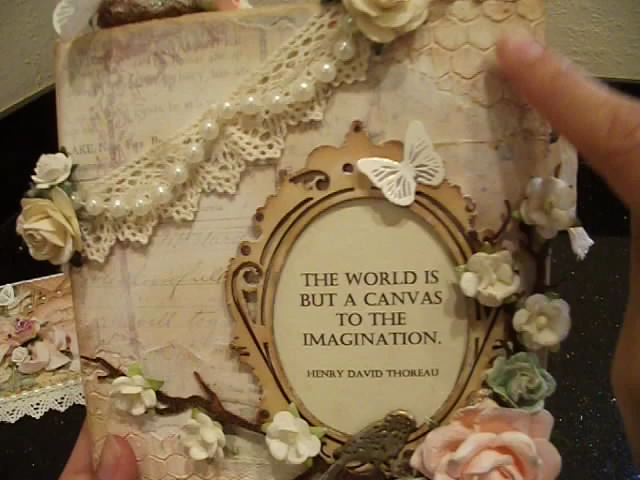 THE WORLD IS
BUT A CANVAS
TO THE
IMAGINATION.
HENRY DAVID THOREAU